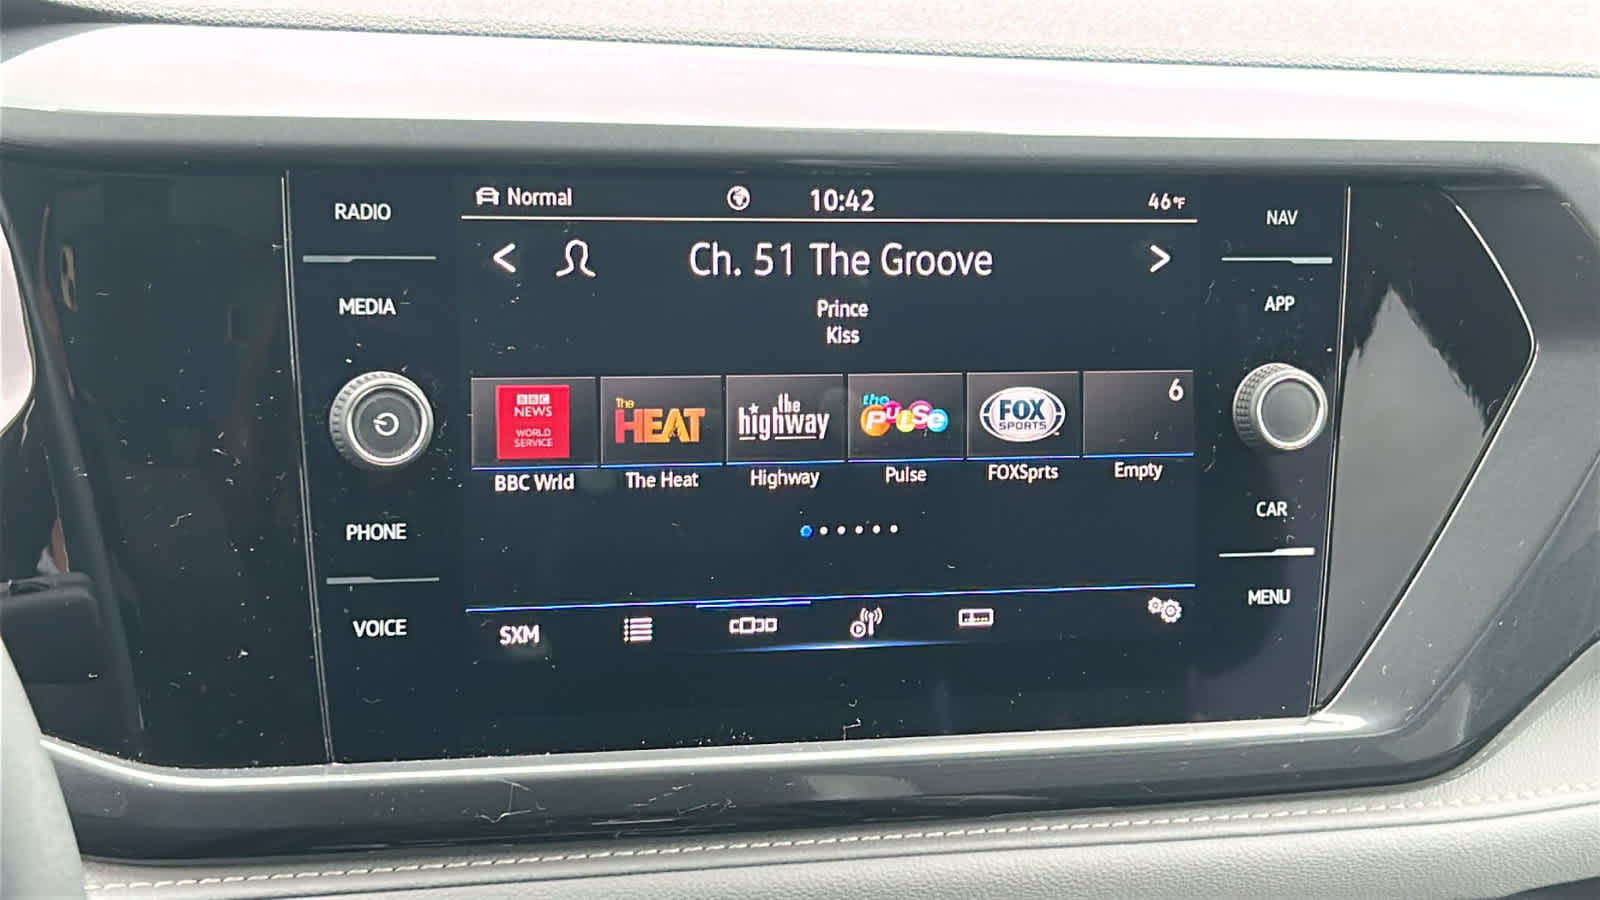 RADIO
MEDIA
PHONE
VOICE
Normal
10:42
46°F
Ch. 51 The Groove
Prince
Kiss
BBC
NEWS
WORLD
SERVICE
The
HEAT
the
highway
the
PULSE
FOX
SPORTS
6
BBC Wrld
The Heat
Highway
Pulse
FOXSprts
Empty
SXM
NAV
APP
CAR
MENU